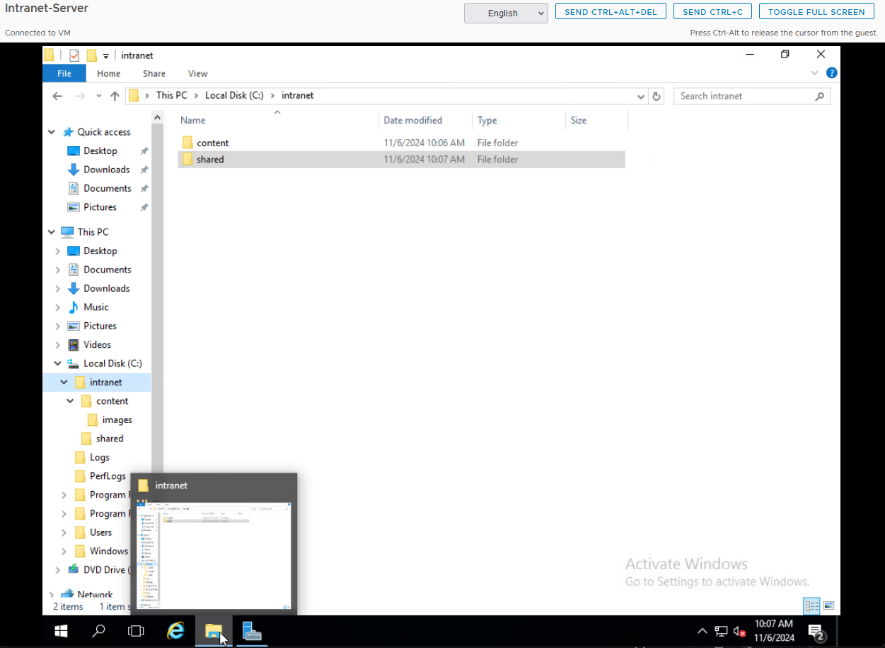 Intranet-Server
English
SEND CTRL+ALT+DEL
SEND CTRL+C
TOGGLE FULL SCREEN
Connected to VM
Press Ctrl-Alt to release the cursor from the guest.
intranet
File
Home
Share
View
This PC > Local Disk (C:) > intranet
Search intranet
Name
Date modified
Type
Size
content
11/6/2024 10:06 AM
File folder
shared
11/6/2024 10:07 AM
File folder
Quick access
Desktop
Downloads
Documents
Pictures
This PC
Desktop
Documents
Downloads
Music
Pictures
Videos
Local Disk (C:)
intranet
content
images
shared
Logs
PerfLogs
Program
Program
Users
Windows
DVD Drive (
Network
intranet
2 items
1 item s
Activate Windows
Go to Settings to activate Windows.
10:07 AM
11/6/2024
2